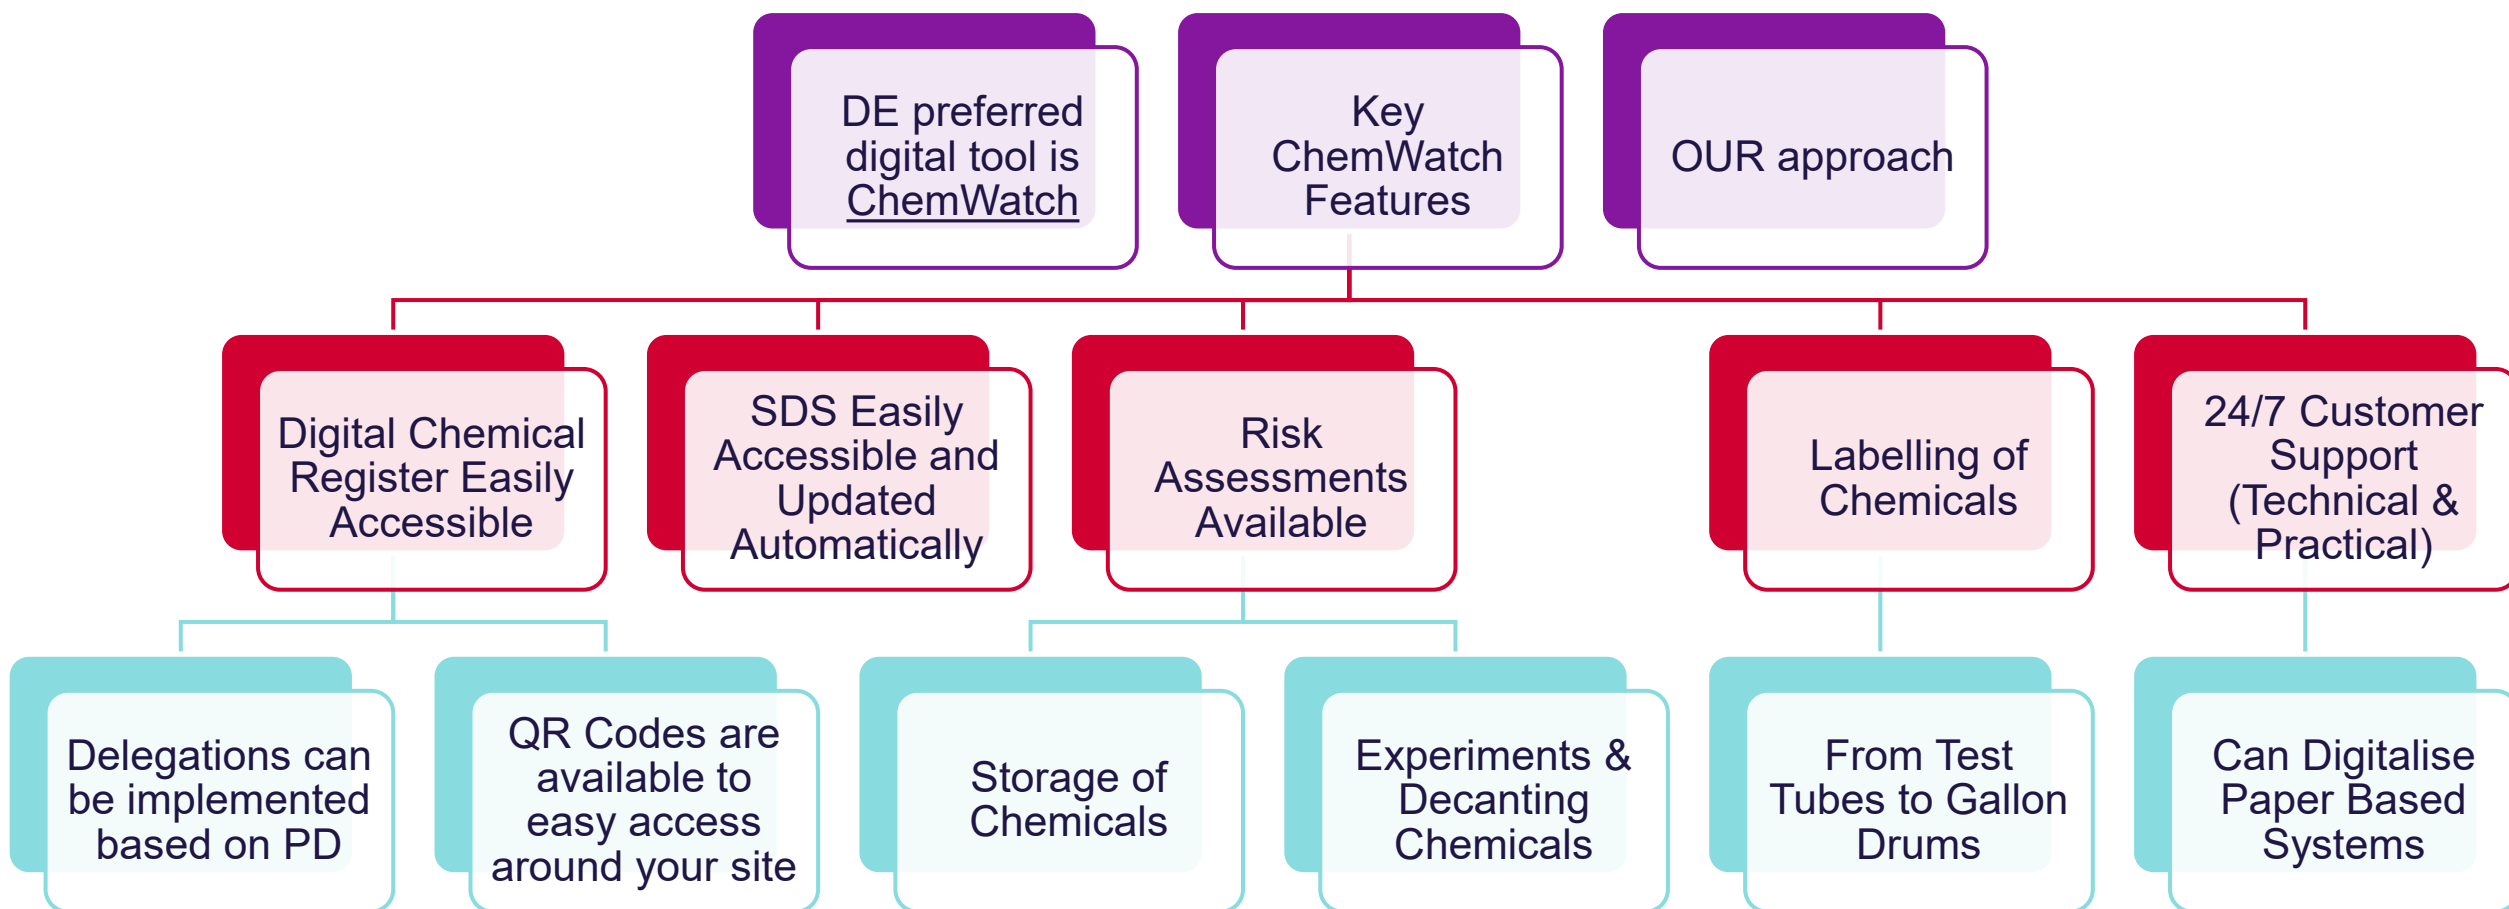 DE preferred
digital tool is
ChemWatch
Key
ChemWatch
Features
OUR approach
Digital Chemical
Register Easily
Accessible
SDS Easily
Accessible and
Updated
Automatically
Risk
Assessments
Available
Labelling of
Chemicals
24/7 Customer
Support
(Technical &
Practical)
Delegations can
be implemented
based on PD
QR Codes are
available to
easy access
around your site
Storage of
Chemicals
Experiments &
Decanting
Chemicals
From Test
Tubes to Gallon
Drums
Can Digitalise
Paper Based
Systems